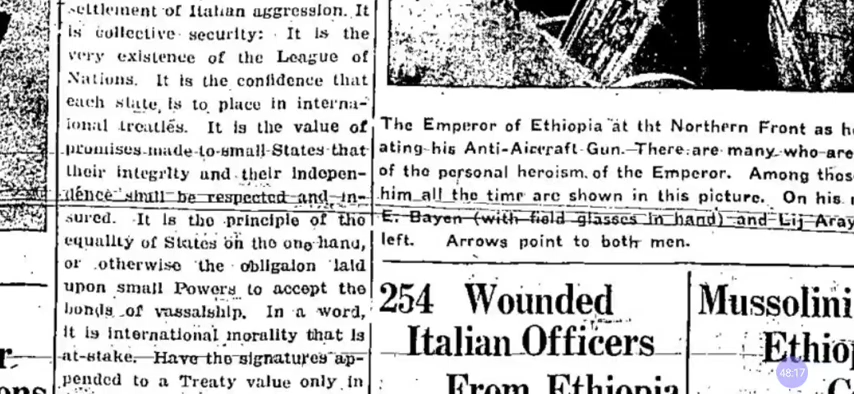 settlement of Italian aggression. It
is collective security: It is the
very existence of the League of
Nations. It is the confidence that
each state is to place in interna-
ional treaties. It is the value of
promises made to small States that
their integrity and their indepen-
dence shall be respected and in-
sured. It is the principle of the
equality of States on the one hand,
or otherwise the obligaion laid
upon small Powers to accept the
bonds of vassalship. In a word,
it is international morality that is
at stake. Have the signatures ap-
pended to a Treaty value only in
The Emperor of Ethiopia at tht Northern Front as h
ating his Anti-Aircraft Gun. There are many who are
of the personal heroism of the Emperor. Among thos
him all the time are shown in this picture. On his
E. Bayen (with field glasses in hand) and Lij Aray
left. Arrows point to both men.
254 Wounded
Italian Officers
From Ethiopia
Mussolini
Ethiop
C
r
ons
48:17